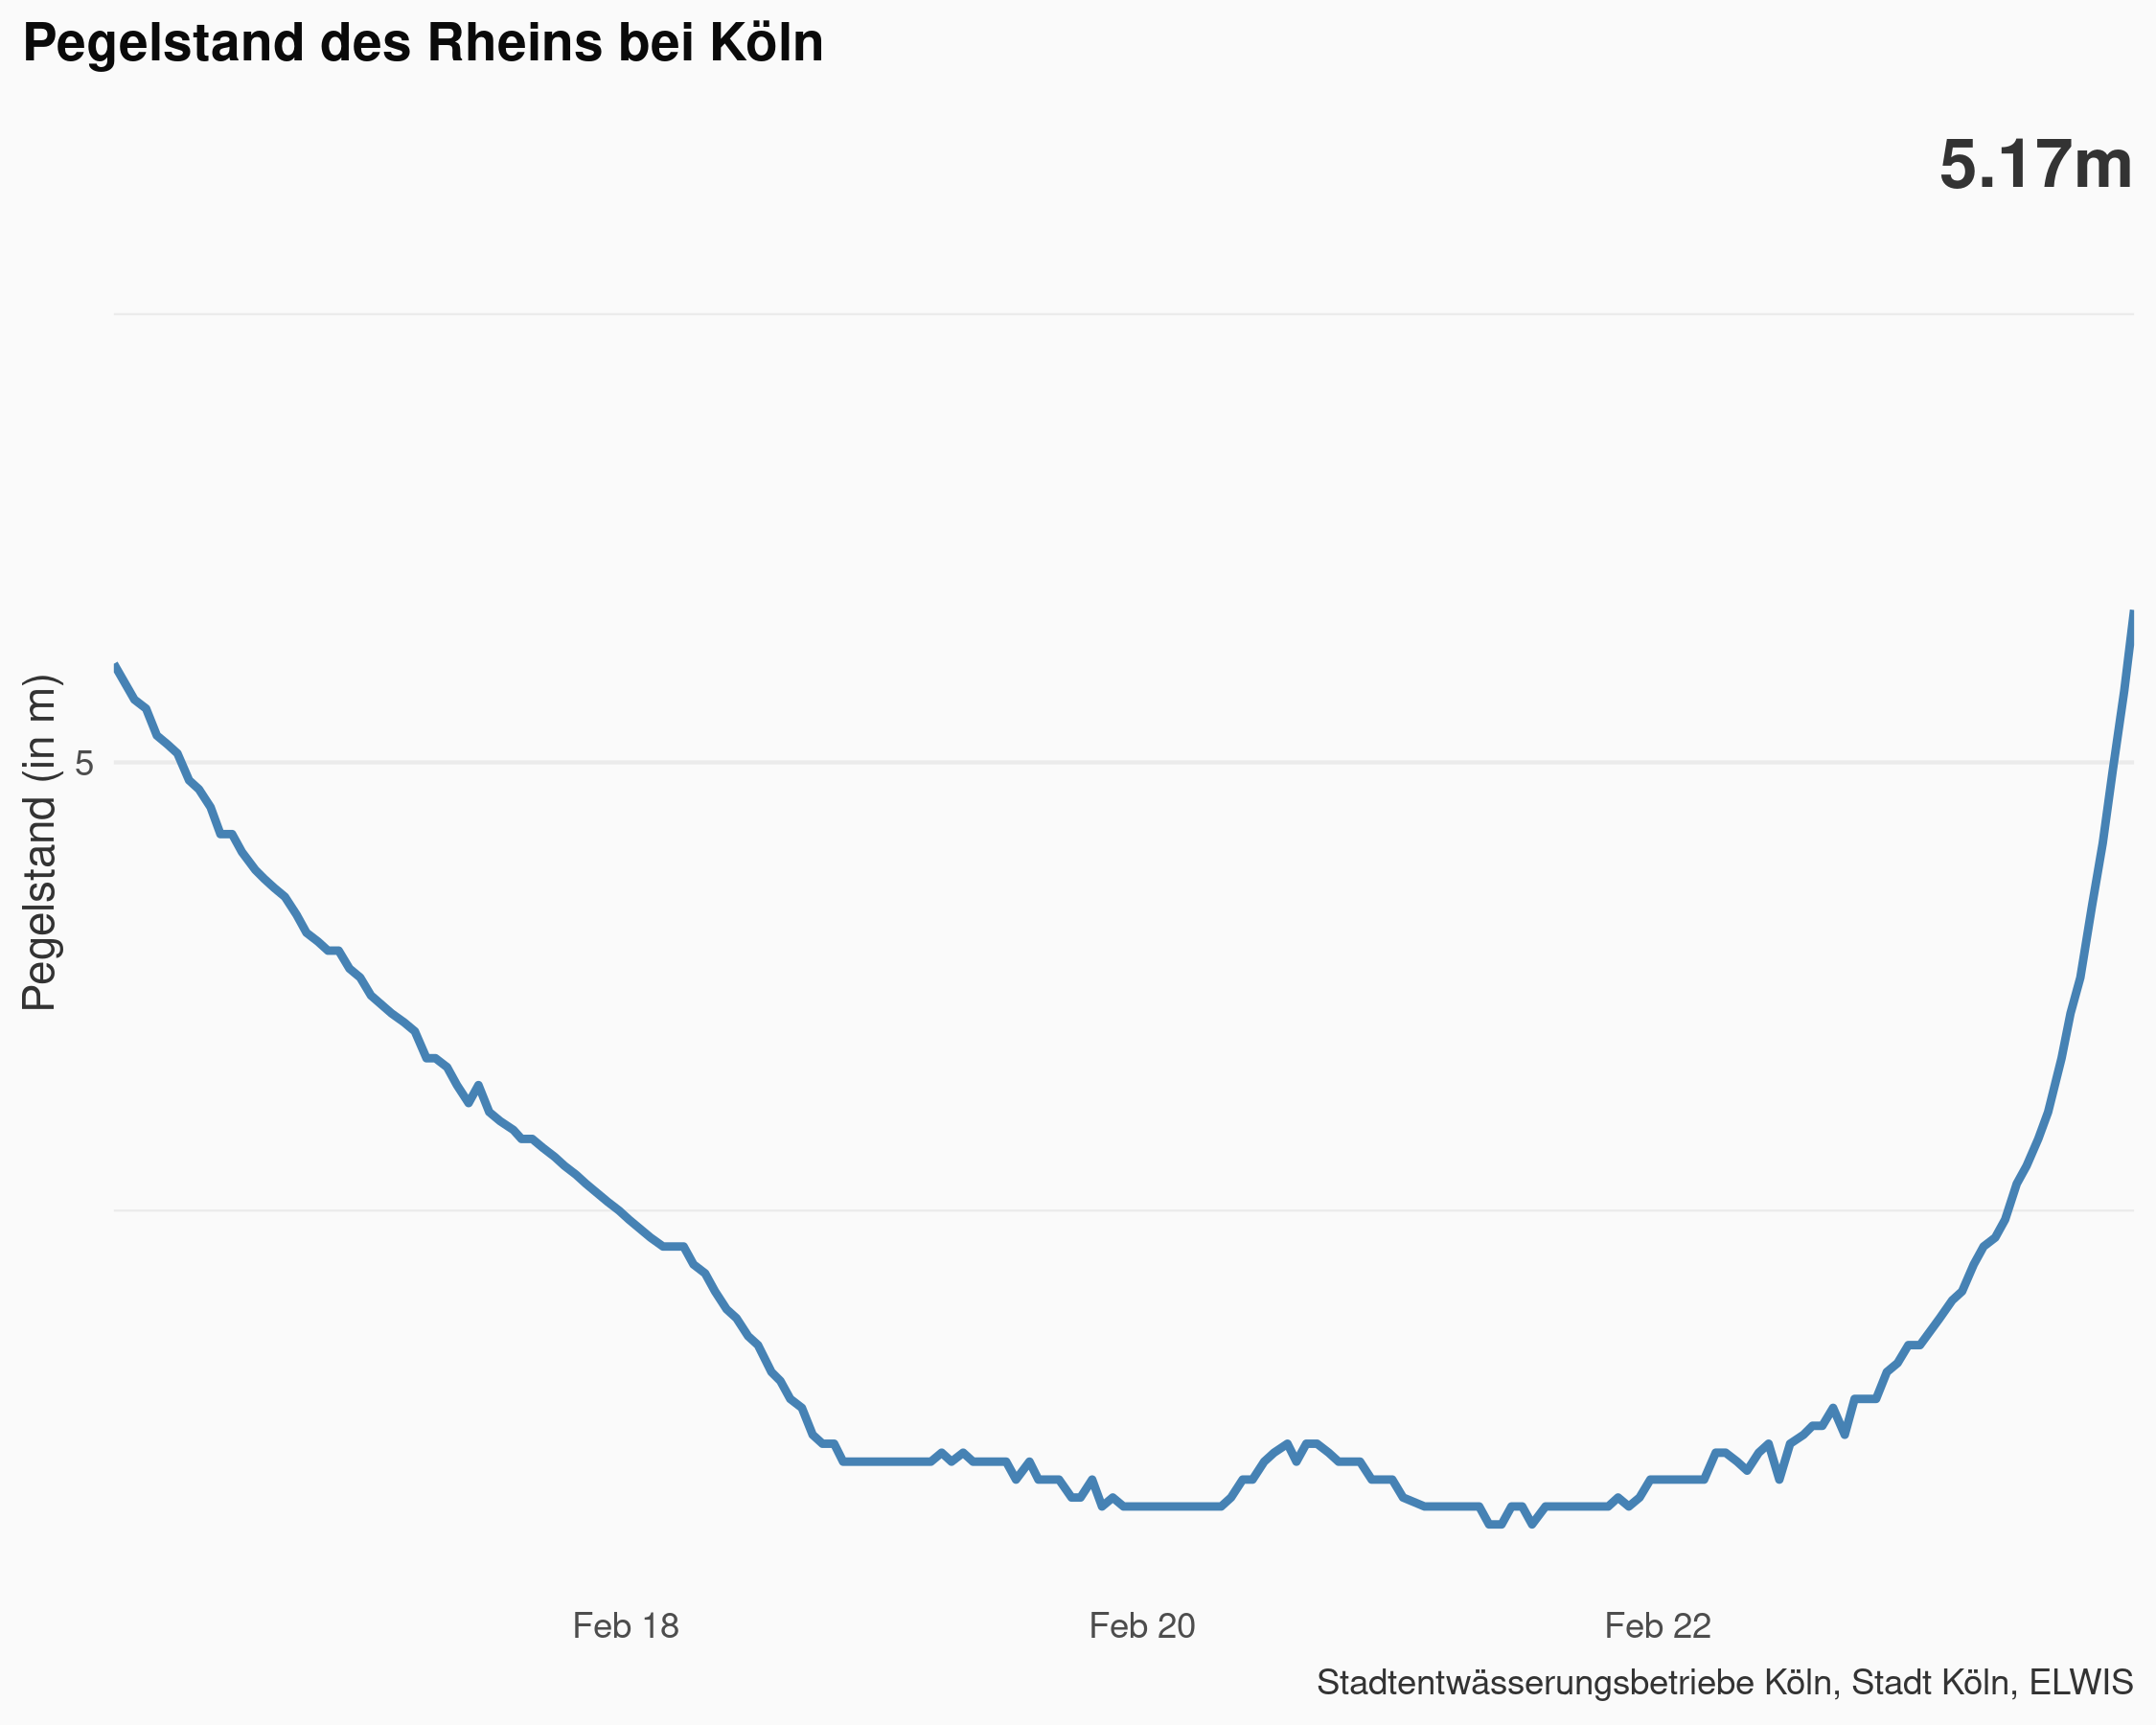 Pegelstand des Rheins bei Köln
5.17m
Pegelstand (in m)
5
Feb 18
Feb 20
Feb 22
Stadtentwässerungsbetriebe Köln, Stadt Köln, ELWIS